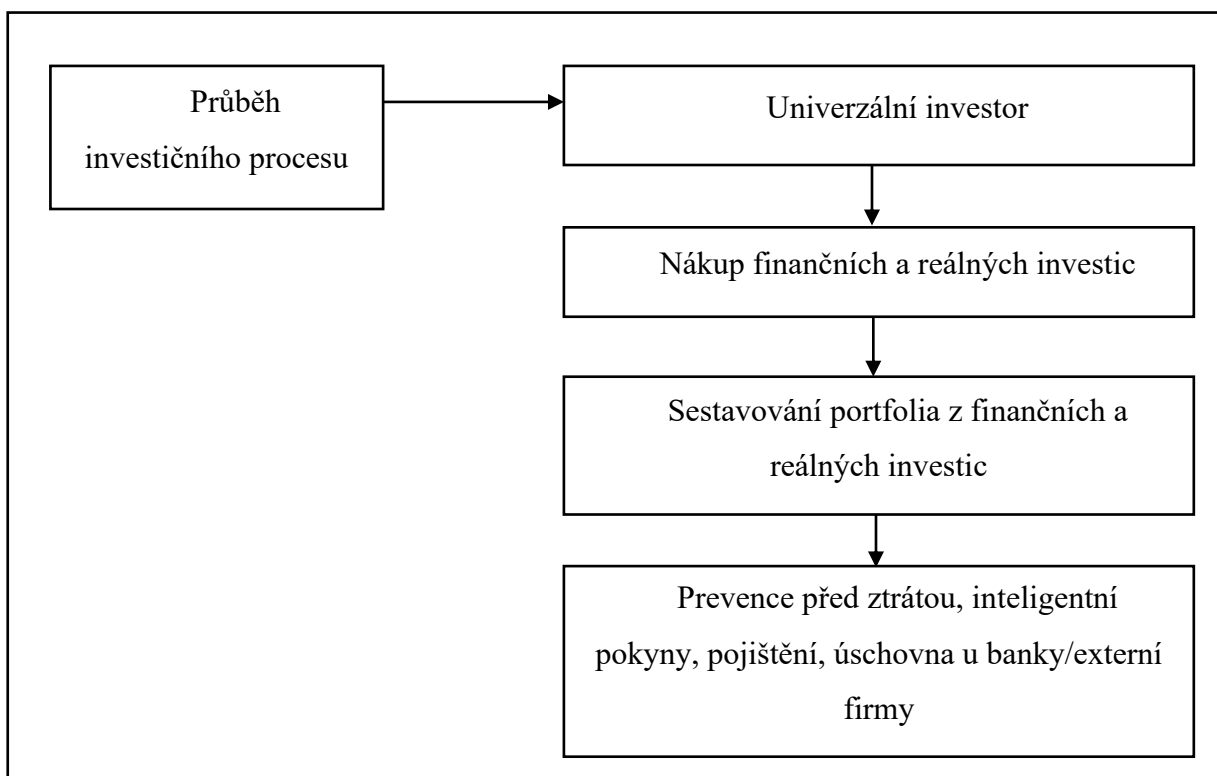 Průběh
investičního procesu
Univerzální investor
Nákup finančních a reálných investic
Sestavování portfolia z finančních a
reálných investic
Prevence před ztrátou, inteligentní
pokyny, pojištění, úschovna u banky/externí
firmy